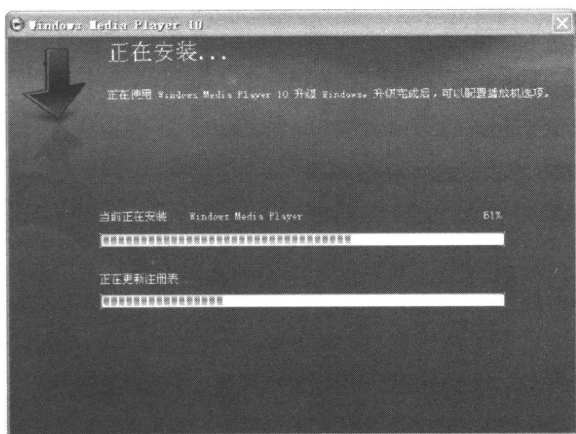 Windows Media Player 10
正在安装...
正在使用 Windows Media Player 10 升级 Windows。升级完成后，可以配置播放机选项。
当前正在安装 Windows Media Player 61%
正在更新注册表